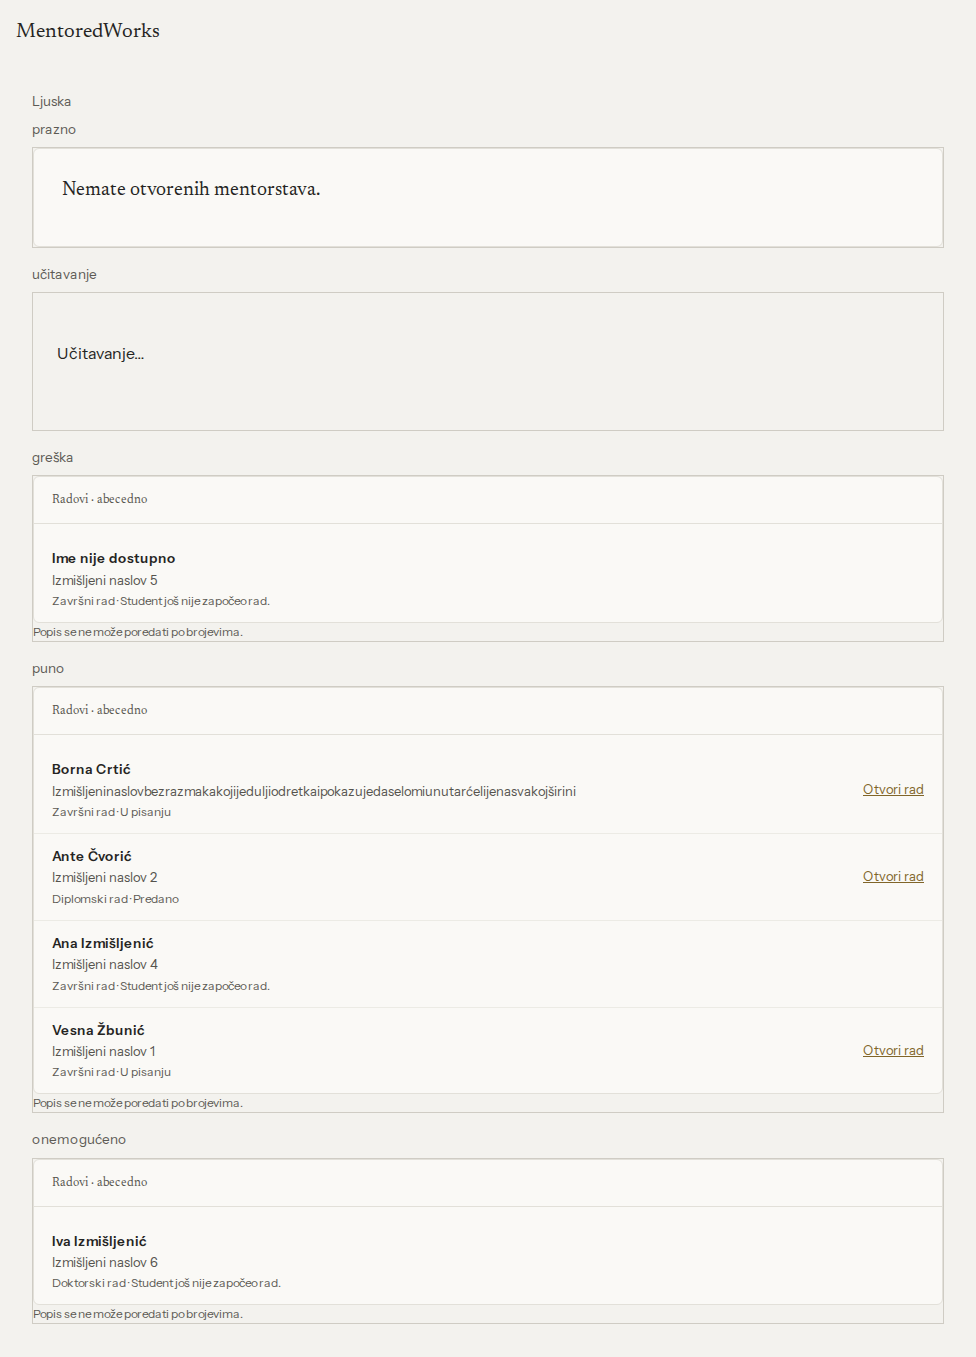 MentoredWorks
Ljuska
prazno
Nemate otvorenih mentorstava.
učitavanje
Učitavanje…
greška
Radovi · abecedno
Ime nije dostupno
Izmišljeni naslov 5
Završni rad · Student još nije započeo rad.
Popis se ne može poredati po brojevima.
puno
Radovi · abecedno
Borna Crtić
Izmišljeninaslovbezrazmakakojijeduljiodretkaipokazujedaselomiunutarćelijenasvakojširini
Završni rad · U pisanju
Otvori rad
Ante Čvorić
Izmišljeni naslov 2
Diplomski rad · Predano
Otvori rad
Ana Izmišljenić
Izmišljeni naslov 4
Završni rad · Student još nije započeo rad.
Vesna Žbunić
Izmišljeni naslov 1
Završni rad · U pisanju
Otvori rad
Popis se ne može poredati po brojevima.
onemogućeno
Radovi · abecedno
Iva Izmišljenić
Izmišljeni naslov 6
Doktorski rad · Student još nije započeo rad.
Popis se ne može poredati po brojevima.